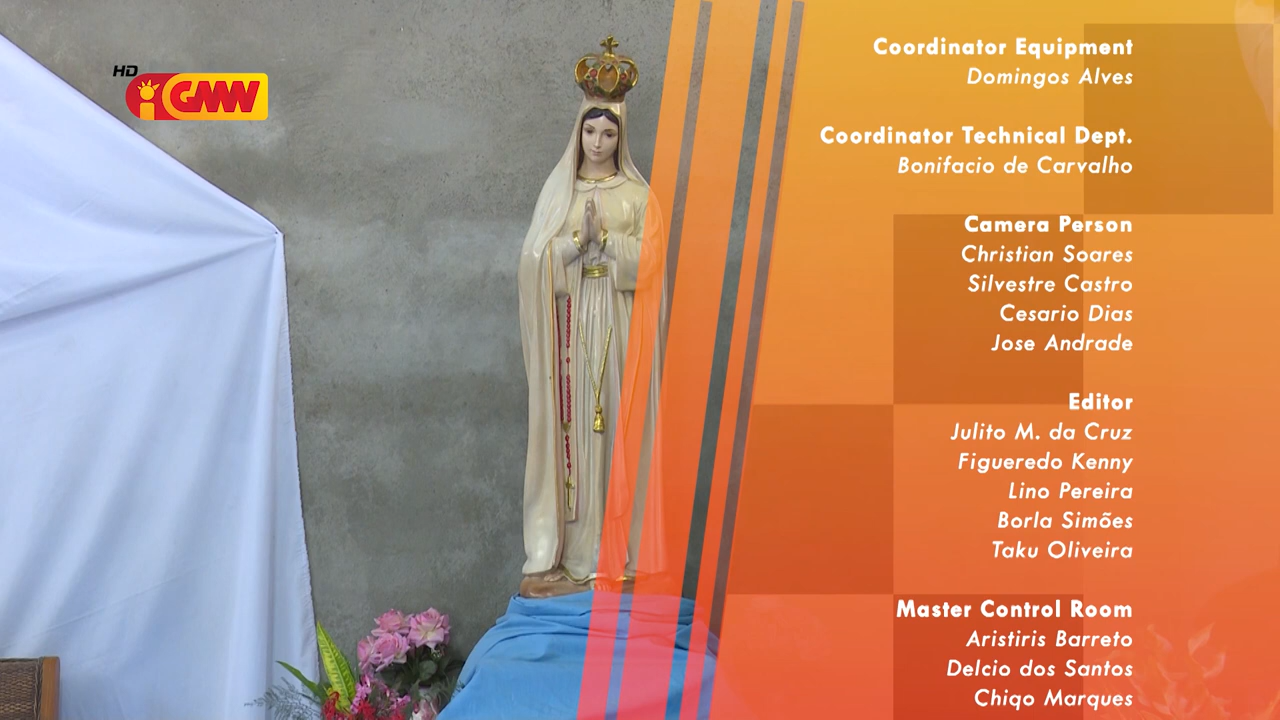 HD
GMN
Coordinator Equipment
Domingos Alves
Coordinator Technical Dept.
Bonifacio de Carvalho
Camera Person
Christian Soares
Silvestre Castro
Cesario Dias
Jose Andrade
Editor
Julito M. da Cruz
Figueredo Kenny
Lino Pereira
Borla Simões
Taku Oliveira
Master Control Room
Aristiris Barreto
Delcio dos Santos
Chiqo Marques